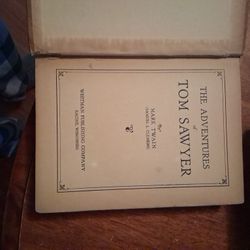 THE ADVENTURES
of
TOM SAWYER
By
MARK TWAIN
(SAMUEL L. CLEMENS)
WHITMAN PUBLISHING COMPANY
RACINE, WISCONSIN